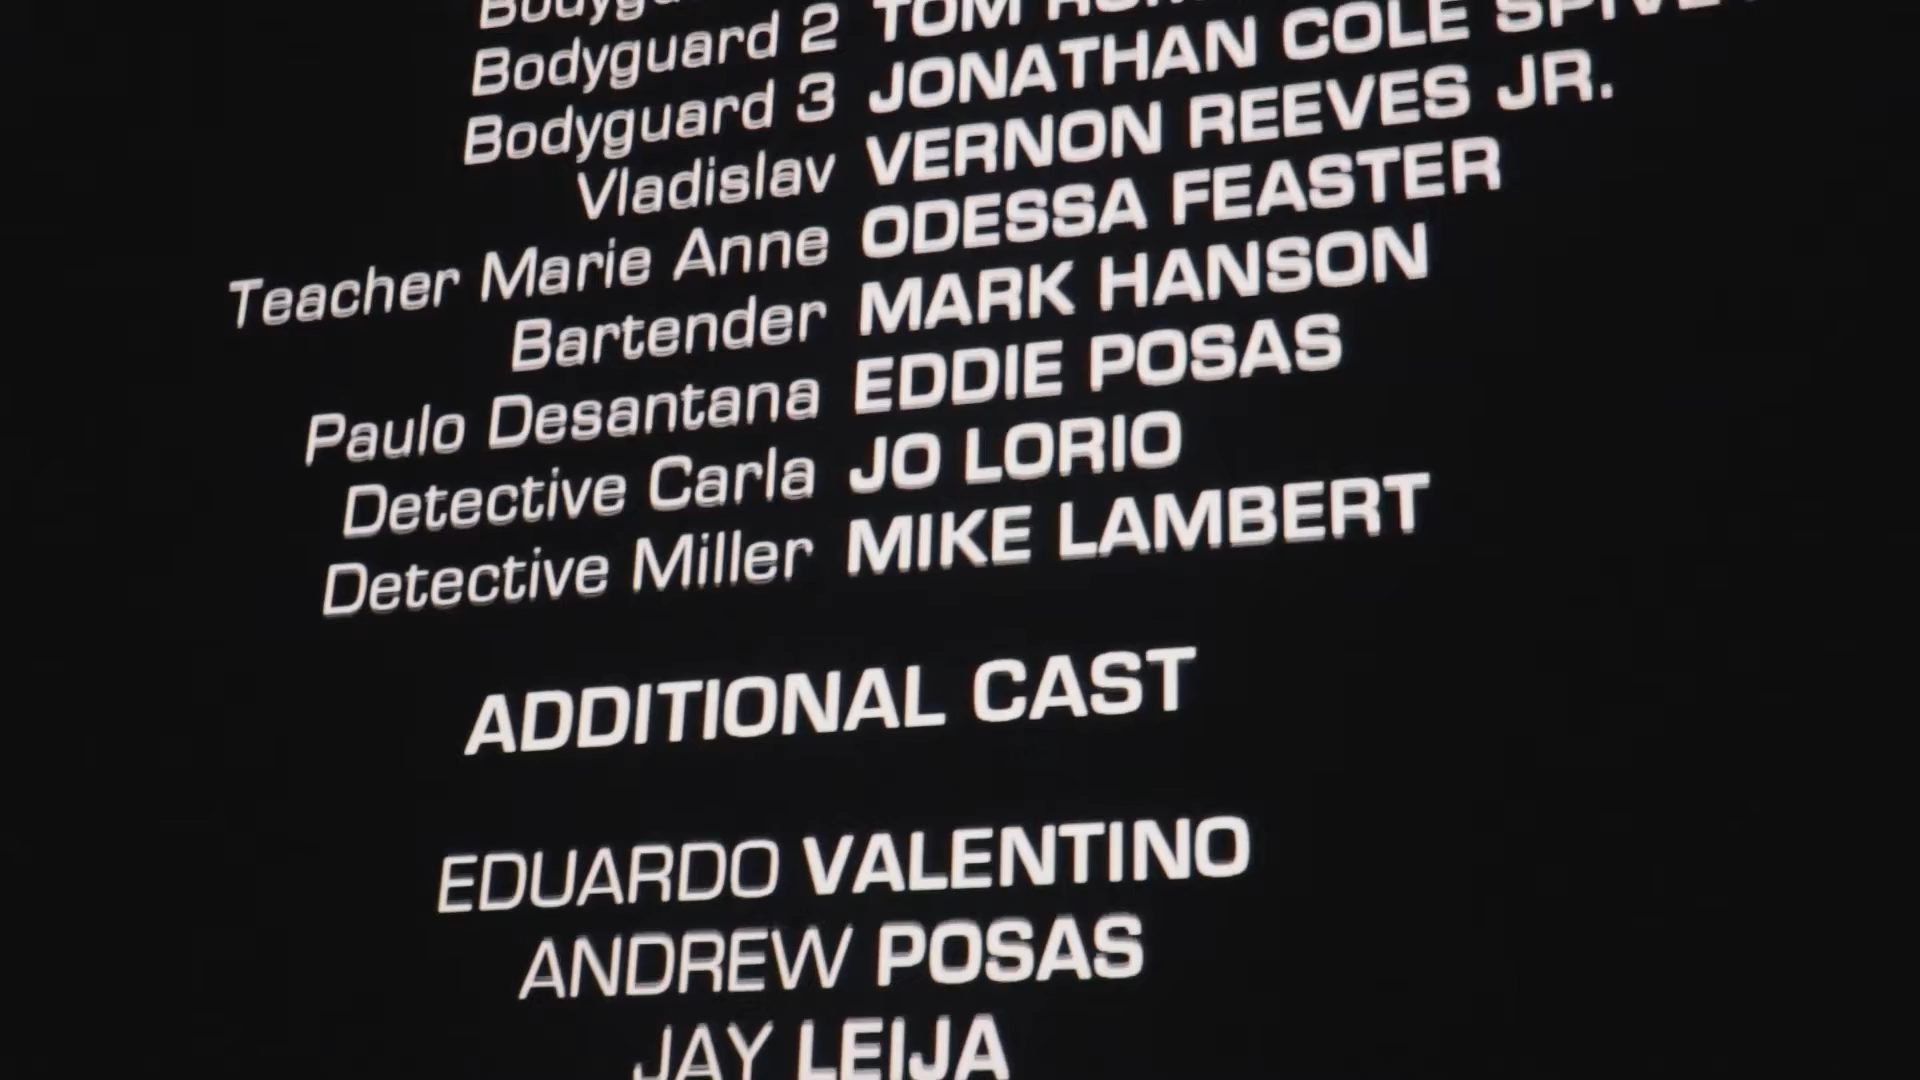 Bodyguard 2 TOM
Bodyguard 3 JONATHAN COLE
Vladislav VERNON REEVES JR.
Teacher Marie Anne ODESSA FEASTER
Bartender MARK HANSON
Paulo Desantana EDDIE POSAS
Detective Carla JO LORIO
Detective Miller MIKE LAMBERT
ADDITIONAL CAST
EDUARDO VALENTINO
ANDREW POSAS
JAY LEIJA